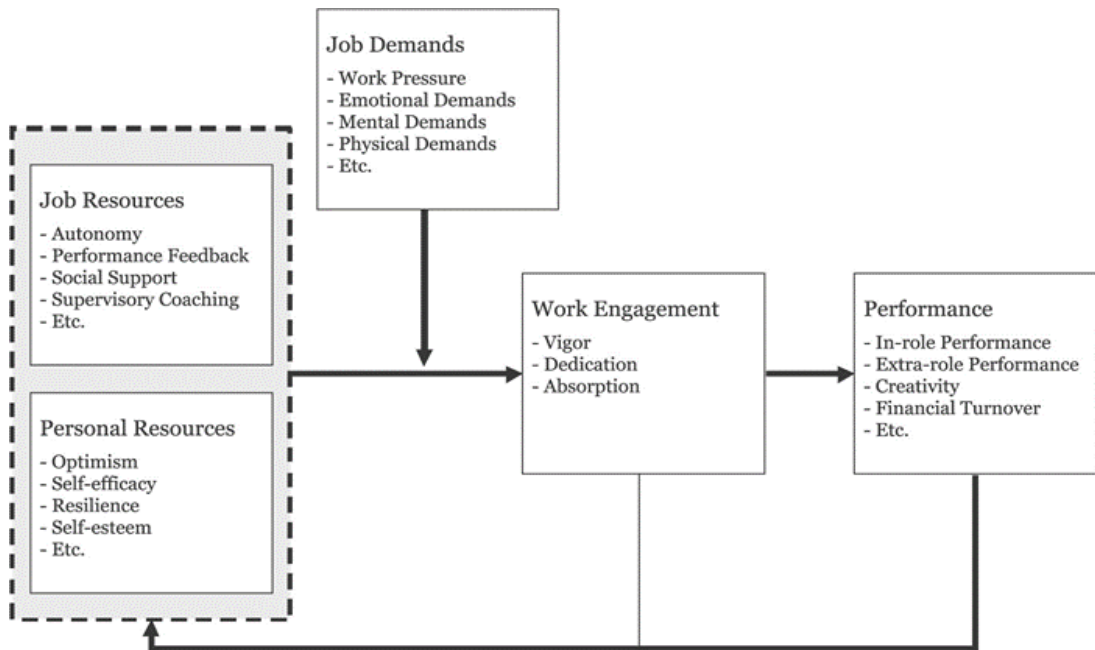 Job Demands
- Work Pressure
- Emotional Demands
- Mental Demands
- Physical Demands
- Etc.
Job Resources
- Autonomy
- Performance Feedback
- Social Support
- Supervisory Coaching
- Etc.
Personal Resources
- Optimism
- Self-efficacy
- Resilience
- Self-esteem
- Etc.
Work Engagement
- Vigor
- Dedication
- Absorption
Performance
- In-role Performance
- Extra-role Performance
- Creativity
- Financial Turnover
- Etc.